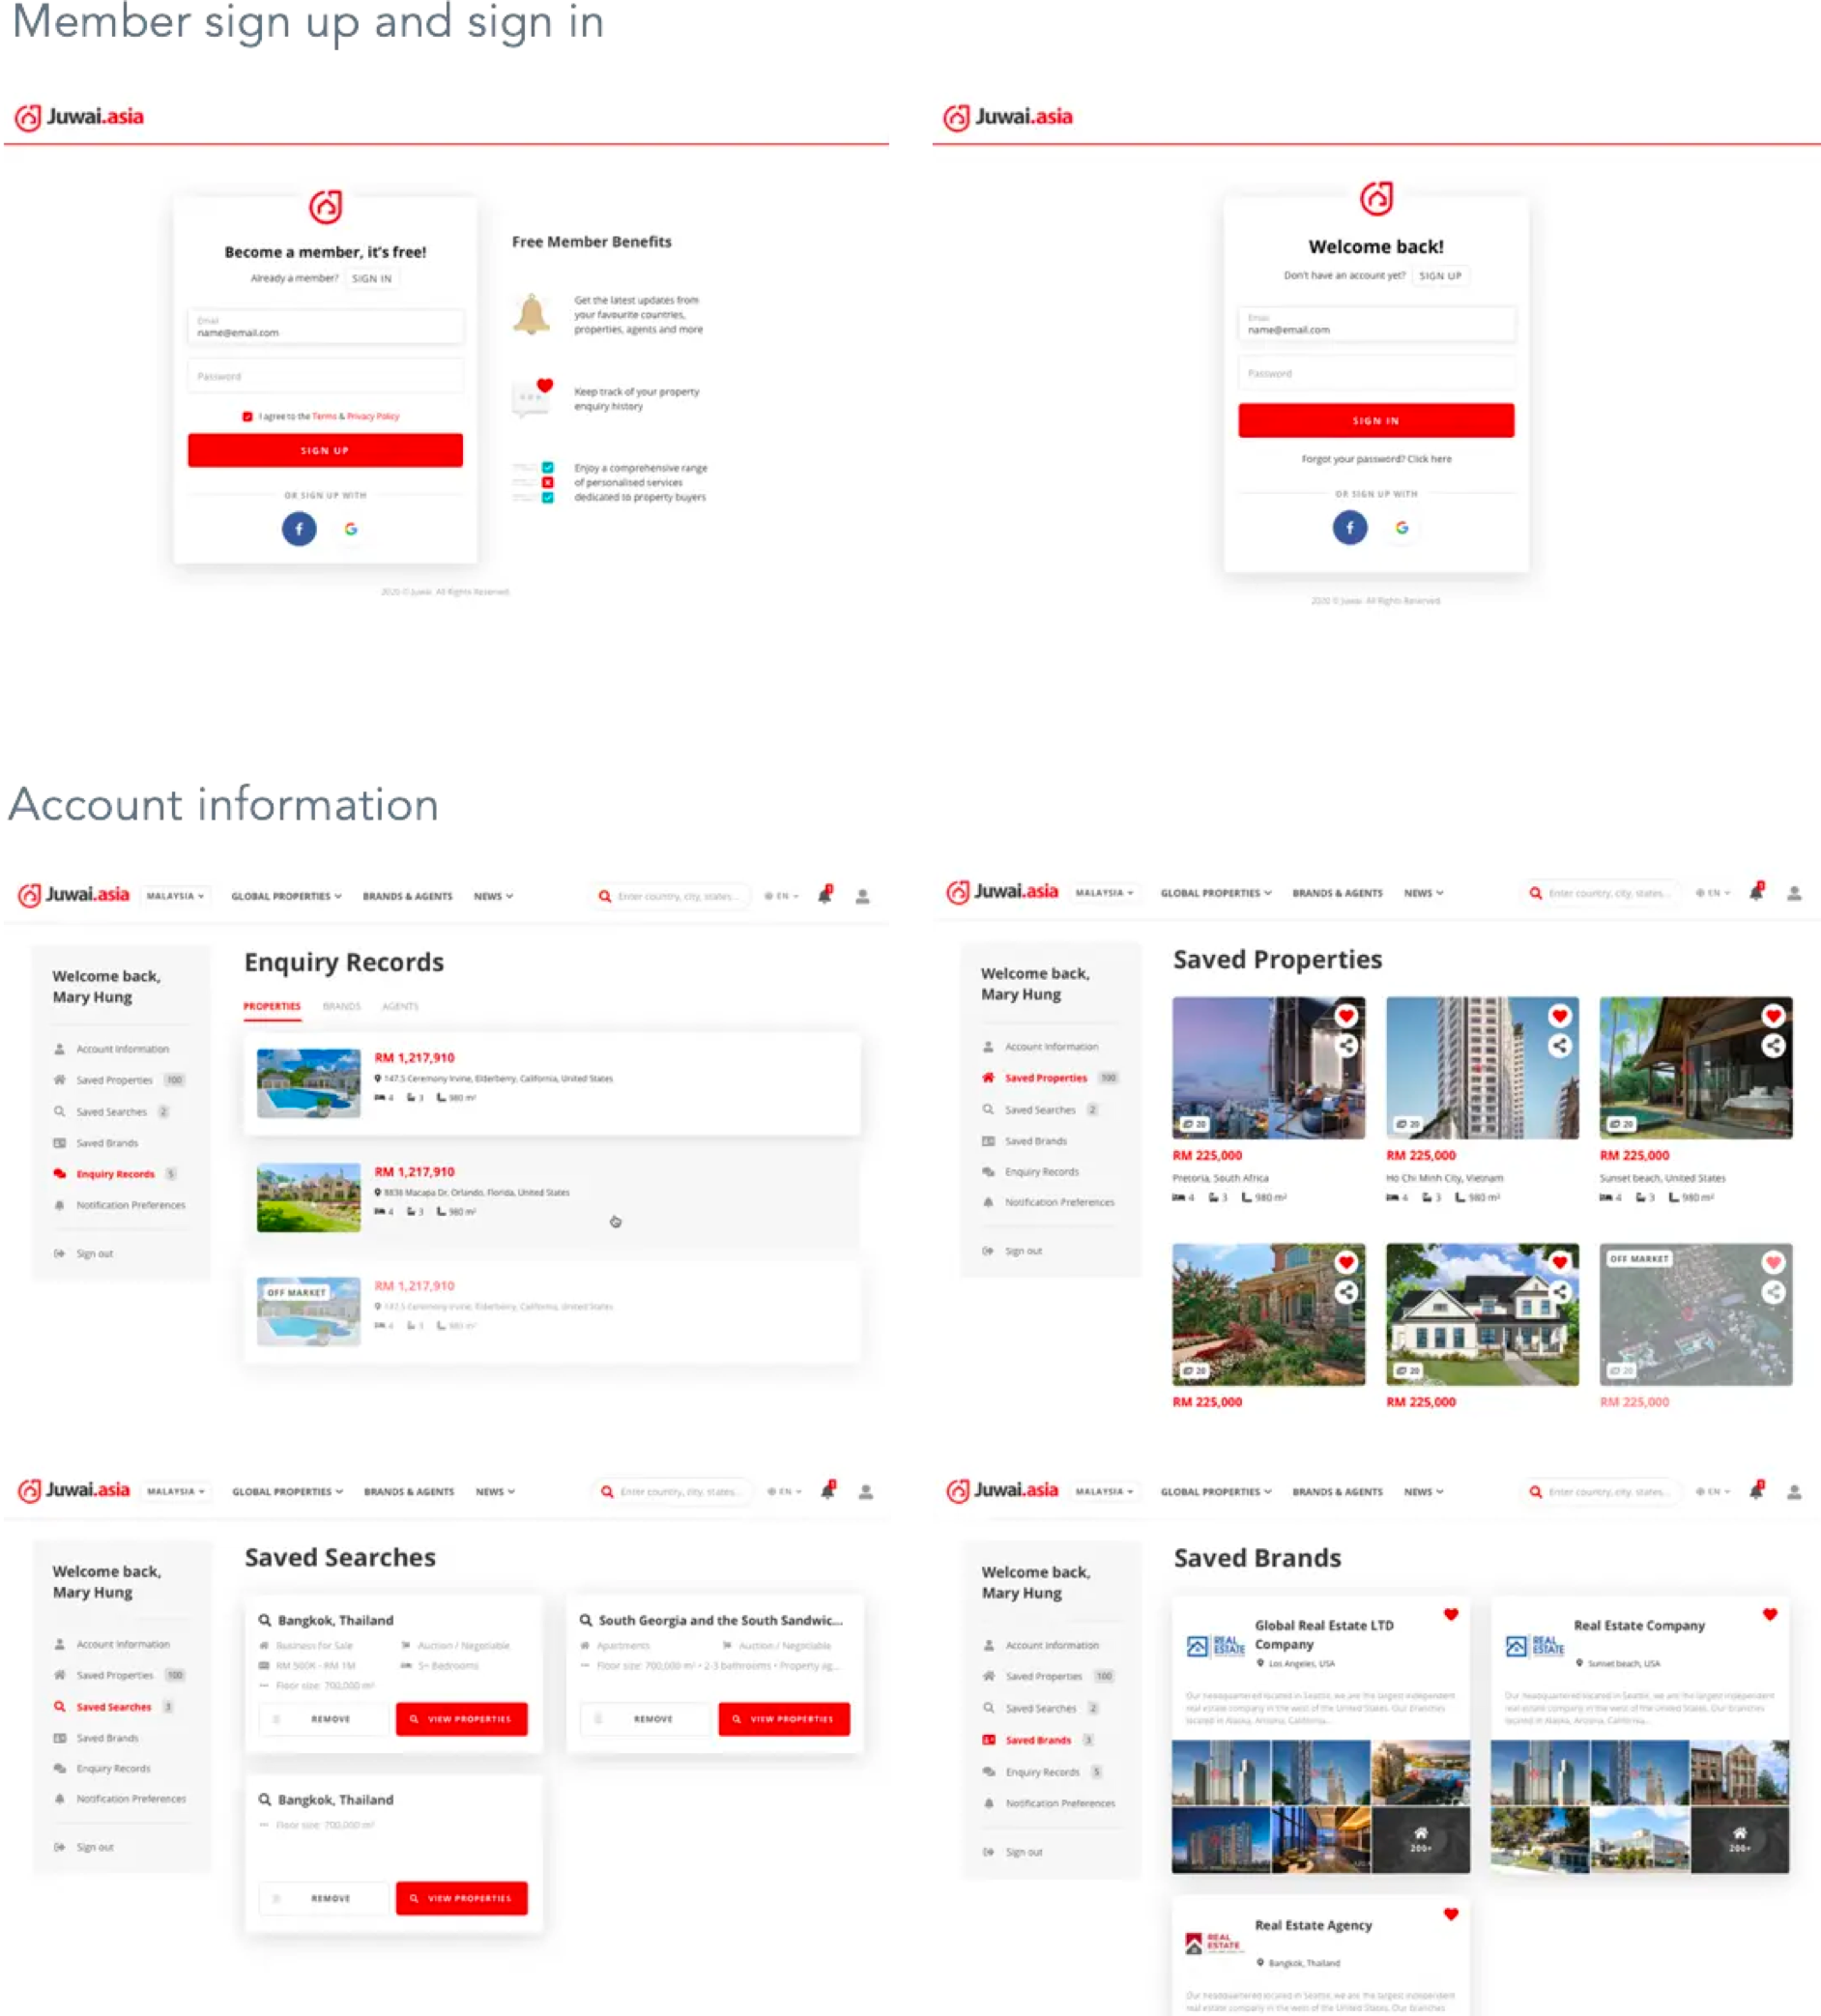 Member sign up and sign in
Juwai.asia
Become a member, it's free!
Already a member? SIGN IN
Email
name@email.com
Password
I agree to the Terms & Privacy Policy
SIGN UP
OR SIGN UP WITH
Free Member Benefits
Get the latest updates from
your favourite countries,
properties, agents and more
Keep track of your property
enquiry history
Enjoy a comprehensive range
of personalised services
dedicated to property buyers
2020 © Juwai. All Rights Reserved.
Juwai.asia
Welcome back!
Don't have an account yet? SIGN UP
Email
name@email.com
Password
SIGN IN
Forgot your password? Click here
OR SIGN UP WITH
2020 © Juwai. All Rights Reserved.
Account information
Juwai.asia MALAYSIA GLOBAL PROPERTIES BRANDS & AGENTS NEWS Enter country, city, states... EN
Welcome back,
Mary Hung
Account Information
Saved Properties 100
Saved Searches 2
Saved Brands
Enquiry Records 5
Notification Preferences
Sign out
Enquiry Records
PROPERTIES BRANDS AGENTS
RM 1,217,910
147.5 Ceremony Irvine, Elderberry, California, United States
4 3 980 m²
RM 1,217,910
8838 Macapa Dr, Orlando, Florida, United States
4 3 980 m²
OFF MARKET
RM 1,217,910
147.5 Ceremony Irvine, Elderberry, California, United States
4 3 980 m²
Juwai.asia MALAYSIA GLOBAL PROPERTIES BRANDS & AGENTS NEWS Enter country, city, states... EN
Welcome back,
Mary Hung
Account Information
Saved Properties 100
Saved Searches 2
Saved Brands
Enquiry Records
Notification Preferences
Sign out
Saved Properties
20
RM 225,000
Pretoria, South Africa
4 3 980 m²
20
RM 225,000
Ho Chi Minh City, Vietnam
4 3 980 m²
20
RM 225,000
Sunset beach, United States
4 3 980 m²
20
RM 225,000
20
RM 225,000
OFF MARKET
20
RM 225,000
Juwai.asia MALAYSIA GLOBAL PROPERTIES BRANDS & AGENTS NEWS Enter country, city, states... EN
Welcome back,
Mary Hung
Account Information
Saved Properties 100
Saved Searches 3
Saved Brands
Enquiry Records
Notification Preferences
Sign out
Saved Searches
Bangkok, Thailand
Business for Sale Auction / Negotiable
RM 500K - RM 1M 5+ Bedrooms
Floor size: 700,000 m²
REMOVE VIEW PROPERTIES
South Georgia and the South Sandwic...
Apartments Auction / Negotiable
Floor size: 700,000 m² • 2-3 bathrooms • Property ag...
REMOVE VIEW PROPERTIES
Bangkok, Thailand
Floor size: 700,000 m²
REMOVE VIEW PROPERTIES
Juwai.asia MALAYSIA GLOBAL PROPERTIES BRANDS & AGENTS NEWS Enter country, city, states... EN
Welcome back,
Mary Hung
Account Information
Saved Properties 100
Saved Searches 2
Saved Brands 3
Enquiry Records 5
Notification Preferences
Sign out
Saved Brands
REAL
ESTATE
Global Real Estate LTD
Company
Los Angeles, USA
Our headquartered located in Seattle, we are the largest independent
real estate company in the west of the United States. Our branches
located in Alaska, Arizona, California...
200+
REAL
ESTATE
Real Estate Company
Sunset beach, USA
Our headquartered located in Seattle, we are the largest independent
real estate company in the west of the United States. Our branches
located in Alaska, Arizona, California...
200+
REAL
ESTATE
Real Estate Agency
Bangkok, Thailand
Our headquartered located in Seattle, we are the largest independent
real estate company in the west of the United States. Our branches